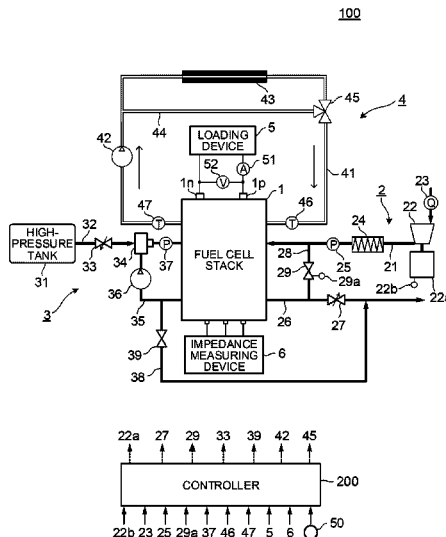 100
43
45
4
44
42
LOADING DEVICE
5
51
A
52
V
41
1n
1p
1
47
T
46
T
2
23
Q
22
24
32
HIGH-PRESSURE TANK
31
33
34
P
37
FUEL CELL STACK
28
P
25
21
29
29a
22a
22b
36
35
26
27
3
39
IMPEDANCE MEASURING DEVICE
6
38
22a 27 29 33 39 42 45
CONTROLLER
200
22b 23 25 29a 37 46 47 5 6 50